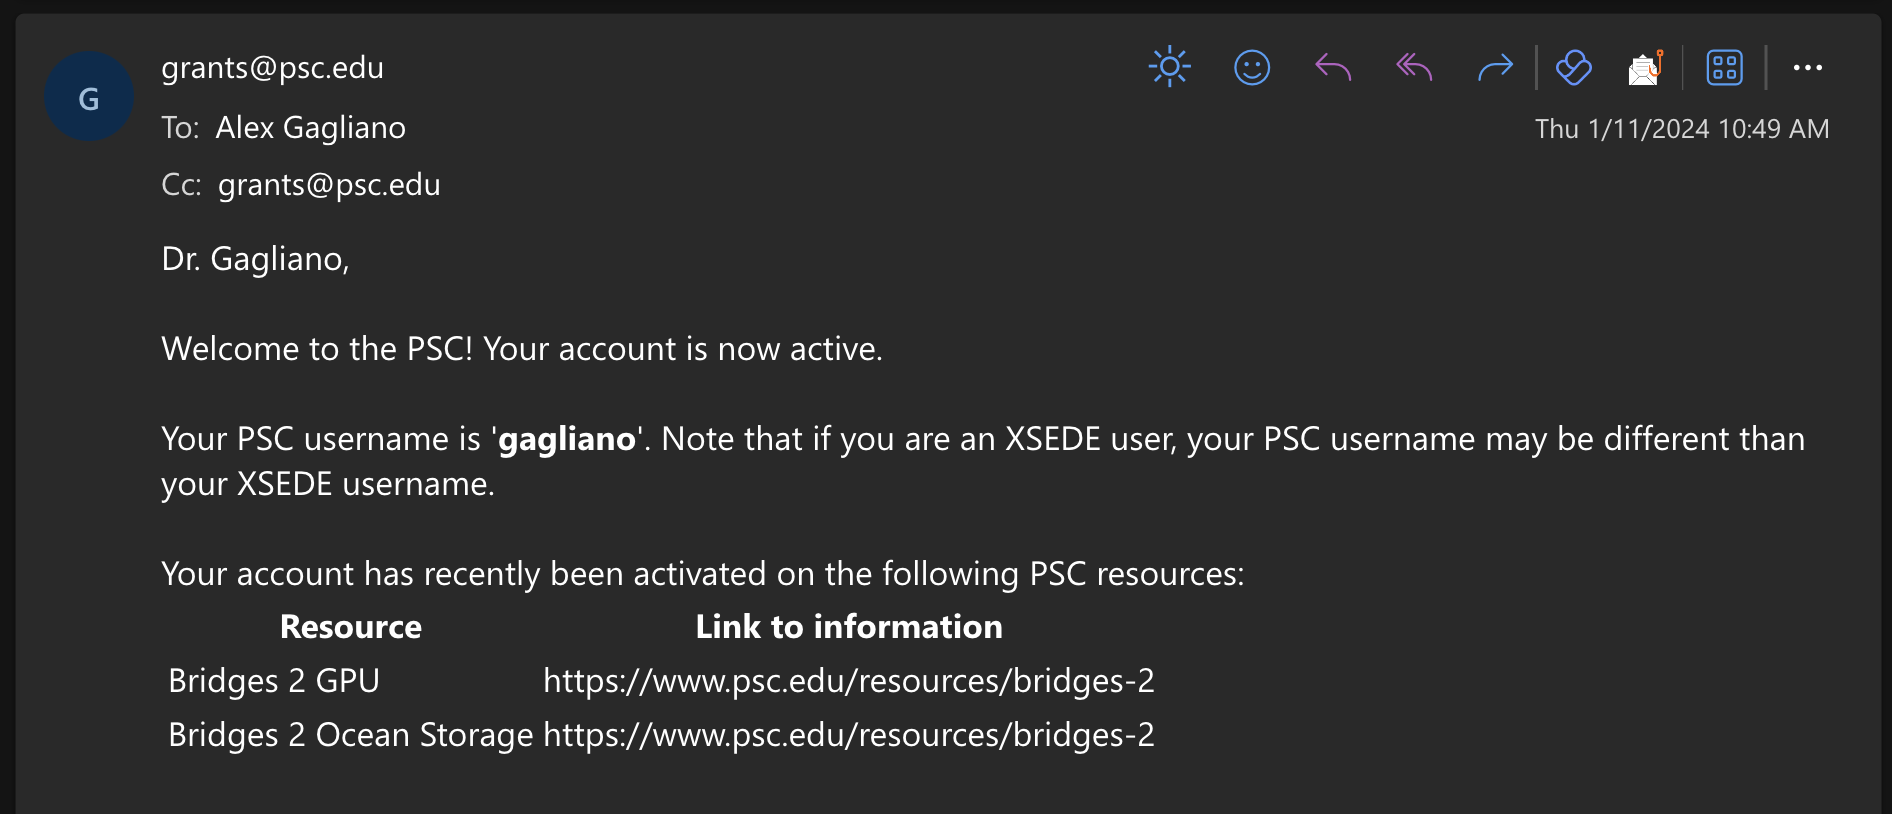 G
grants@psc.edu
To: Alex Gagliano
Thu 1/11/2024 10:49 AM
Cc: grants@psc.edu
Dr. Gagliano,
Welcome to the PSC! Your account is now active.
Your PSC username is 'gagliano'. Note that if you are an XSEDE user, your PSC username may be different than
your XSEDE username.
Your account has recently been activated on the following PSC resources:
Resource Link to information
Bridges 2 GPU https://www.psc.edu/resources/bridges-2
Bridges 2 Ocean Storage https://www.psc.edu/resources/bridges-2